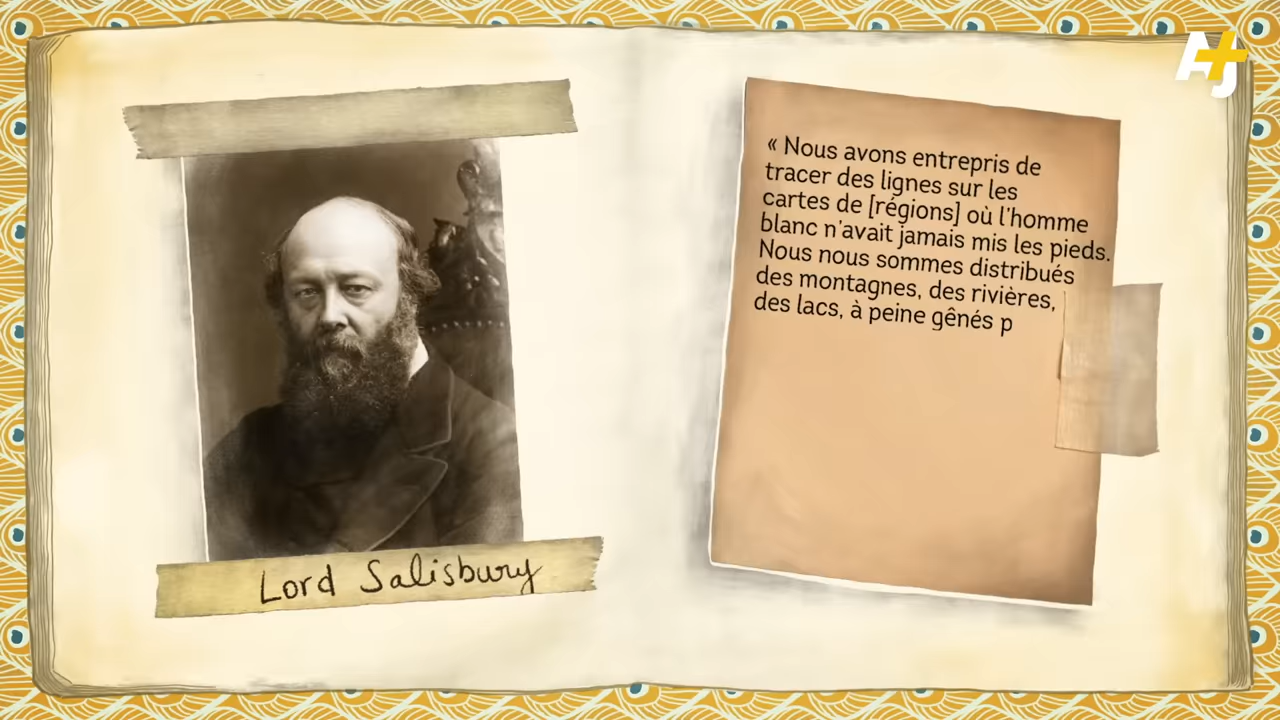 « Nous avons entrepris de
tracer des lignes sur les
cartes de [régions] où l'homme
blanc n'avait jamais mis les pieds.
Nous nous sommes distribués
des montagnes, des rivières,
des lacs, à peine gênés p
Lord Salisbury
AJ+